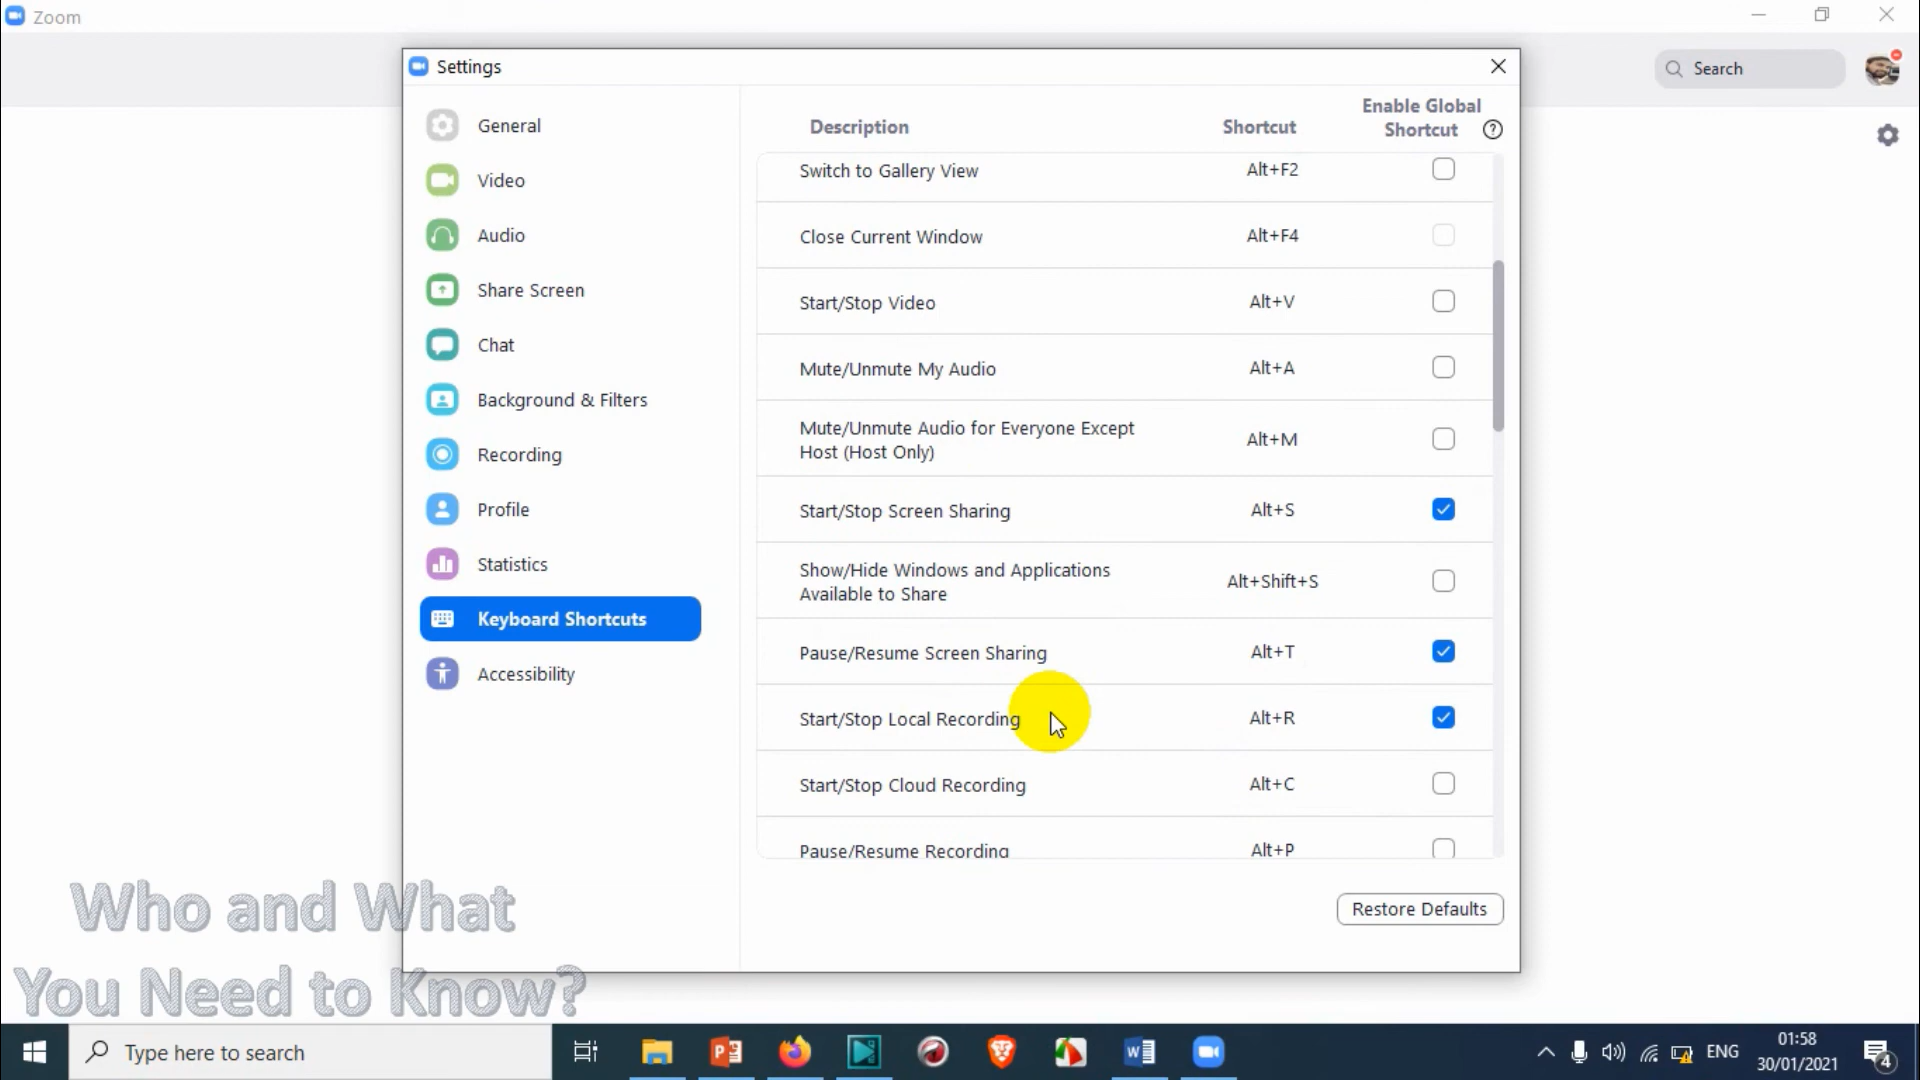 Zoom
Settings
Search
General
Video
Audio
Share Screen
Chat
Background & Filters
Recording
Profile
Statistics
Keyboard Shortcuts
Accessibility
Description Shortcut Enable Global
Shortcut ?
Switch to Gallery View Alt+F2
Close Current Window Alt+F4
Start/Stop Video Alt+V
Mute/Unmute My Audio Alt+A
Mute/Unmute Audio for Everyone Except
Host (Host Only) Alt+M
Start/Stop Screen Sharing Alt+S
Show/Hide Windows and Applications
Available to Share Alt+Shift+S
Pause/Resume Screen Sharing Alt+T
Start/Stop Local Recording Alt+R
Start/Stop Cloud Recording Alt+C
Pause/Resume Recording Alt+P
Restore Defaults
Who and What
You Need to Know?
Type here to search
ENG
01:58
30/01/2021
4